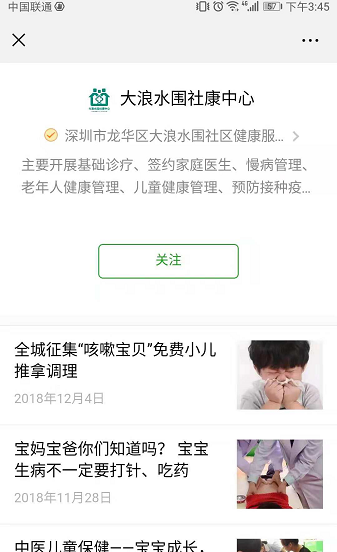 中国联通
下午3:45
大浪水围社康中心
深圳市龙华区大浪水围社区健康服...
主要开展基础诊疗、签约家庭医生、慢病管理、
老年人健康管理、儿童健康管理、预防接种疫...
关注
全城征集“咳嗽宝贝”免费小儿
推拿调理
2018年12月4日
宝妈宝爸你们知道吗？ 宝宝
生病不一定要打针、吃药
2018年11月28日
中医儿童保健——宝宝成长，